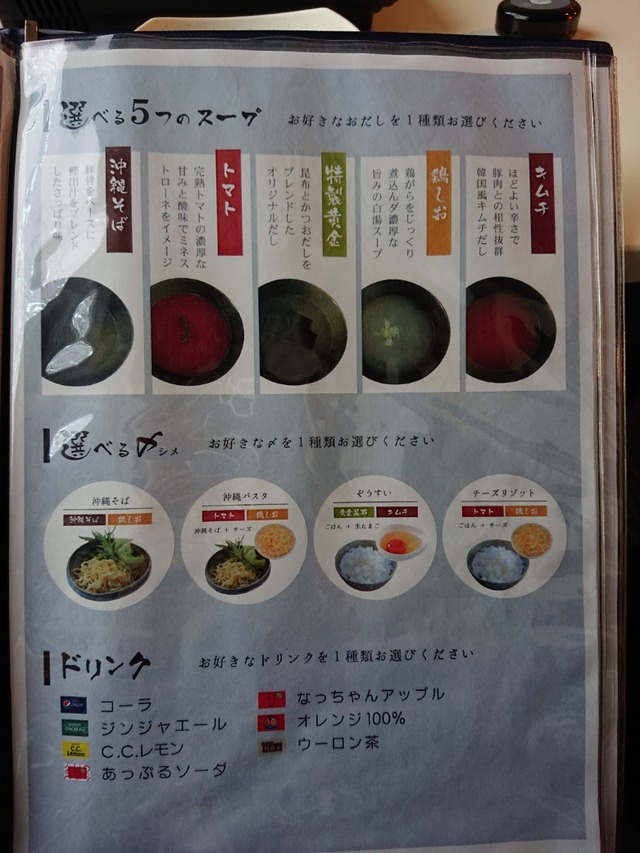 選べる5つのスープ お好きなおだしを1種類お選びください
キムチ
ほどよい辛さで
豚肉との相性抜群
韓国風キムチだし
鶏しお
鶏がらをじっくり
煮込んダ濃厚な
旨みの白湯スープ
特製黄金
昆布とかつおだしを
ブレンドした
オリジナルだし
トマト
完熟トマトの濃厚な
甘みと酸味でミネス
トローネをイメージ
沖縄そば
豚骨をベースに
鰹出汁をブレンド
したさっぱり味
選べる〆シメ お好きな〆を1種類お選びください
沖縄そば
沖縄そば 鶏しお
沖縄パスタ
トマト 鶏しお
沖縄そば + チーズ
ぞうすい
キムチ
ごはん + 生たまご
チーズリゾット
トマト 鶏しお
ごはん + チーズ
ドリンク お好きなドリンクを1種類お選びください
コーラ
ジンジャエール
C.C.レモン
あっぷるソーダ
なっちゃんアップル
オレンジ100%
ウーロン茶